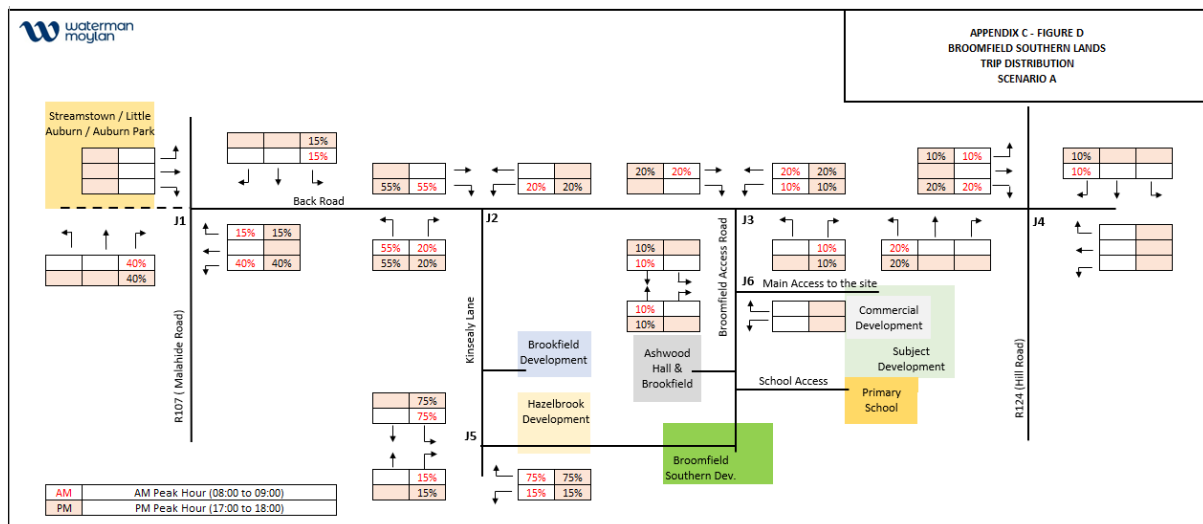 waterman
moylan
APPENDIX C - FIGURE D
BROOMFIELD SOUTHERN LANDS
TRIP DISTRIBUTION
SCENARIO A
Streamstown / Little
Auburn / Auburn Park
15%
15%
55% 55%
20% 20%
20% 20%
20% 20%
10% 10%
10% 10%
20% 20%
10%
10%
Back Road
J1
J2
J3
J4
40%
40%
15% 15%
40% 40%
55% 20%
55% 20%
10%
10%
10%
10%
10%
10%
20%
20%
R107 ( Malahide Road)
Kinsealy Lane
Broomfield Access Road
R124 (Hill Road)
J6
Main Access to the site
Commercial
Development
Subject
Development
Brookfield
Development
Ashwood
Hall &
Brookfield
School Access
Primary
School
Hazelbrook
Development
75%
75%
J5
Broomfield
Southern Dev.
15%
15%
75% 75%
15% 15%
AM AM Peak Hour (08:00 to 09:00)
PM PM Peak Hour (17:00 to 18:00)